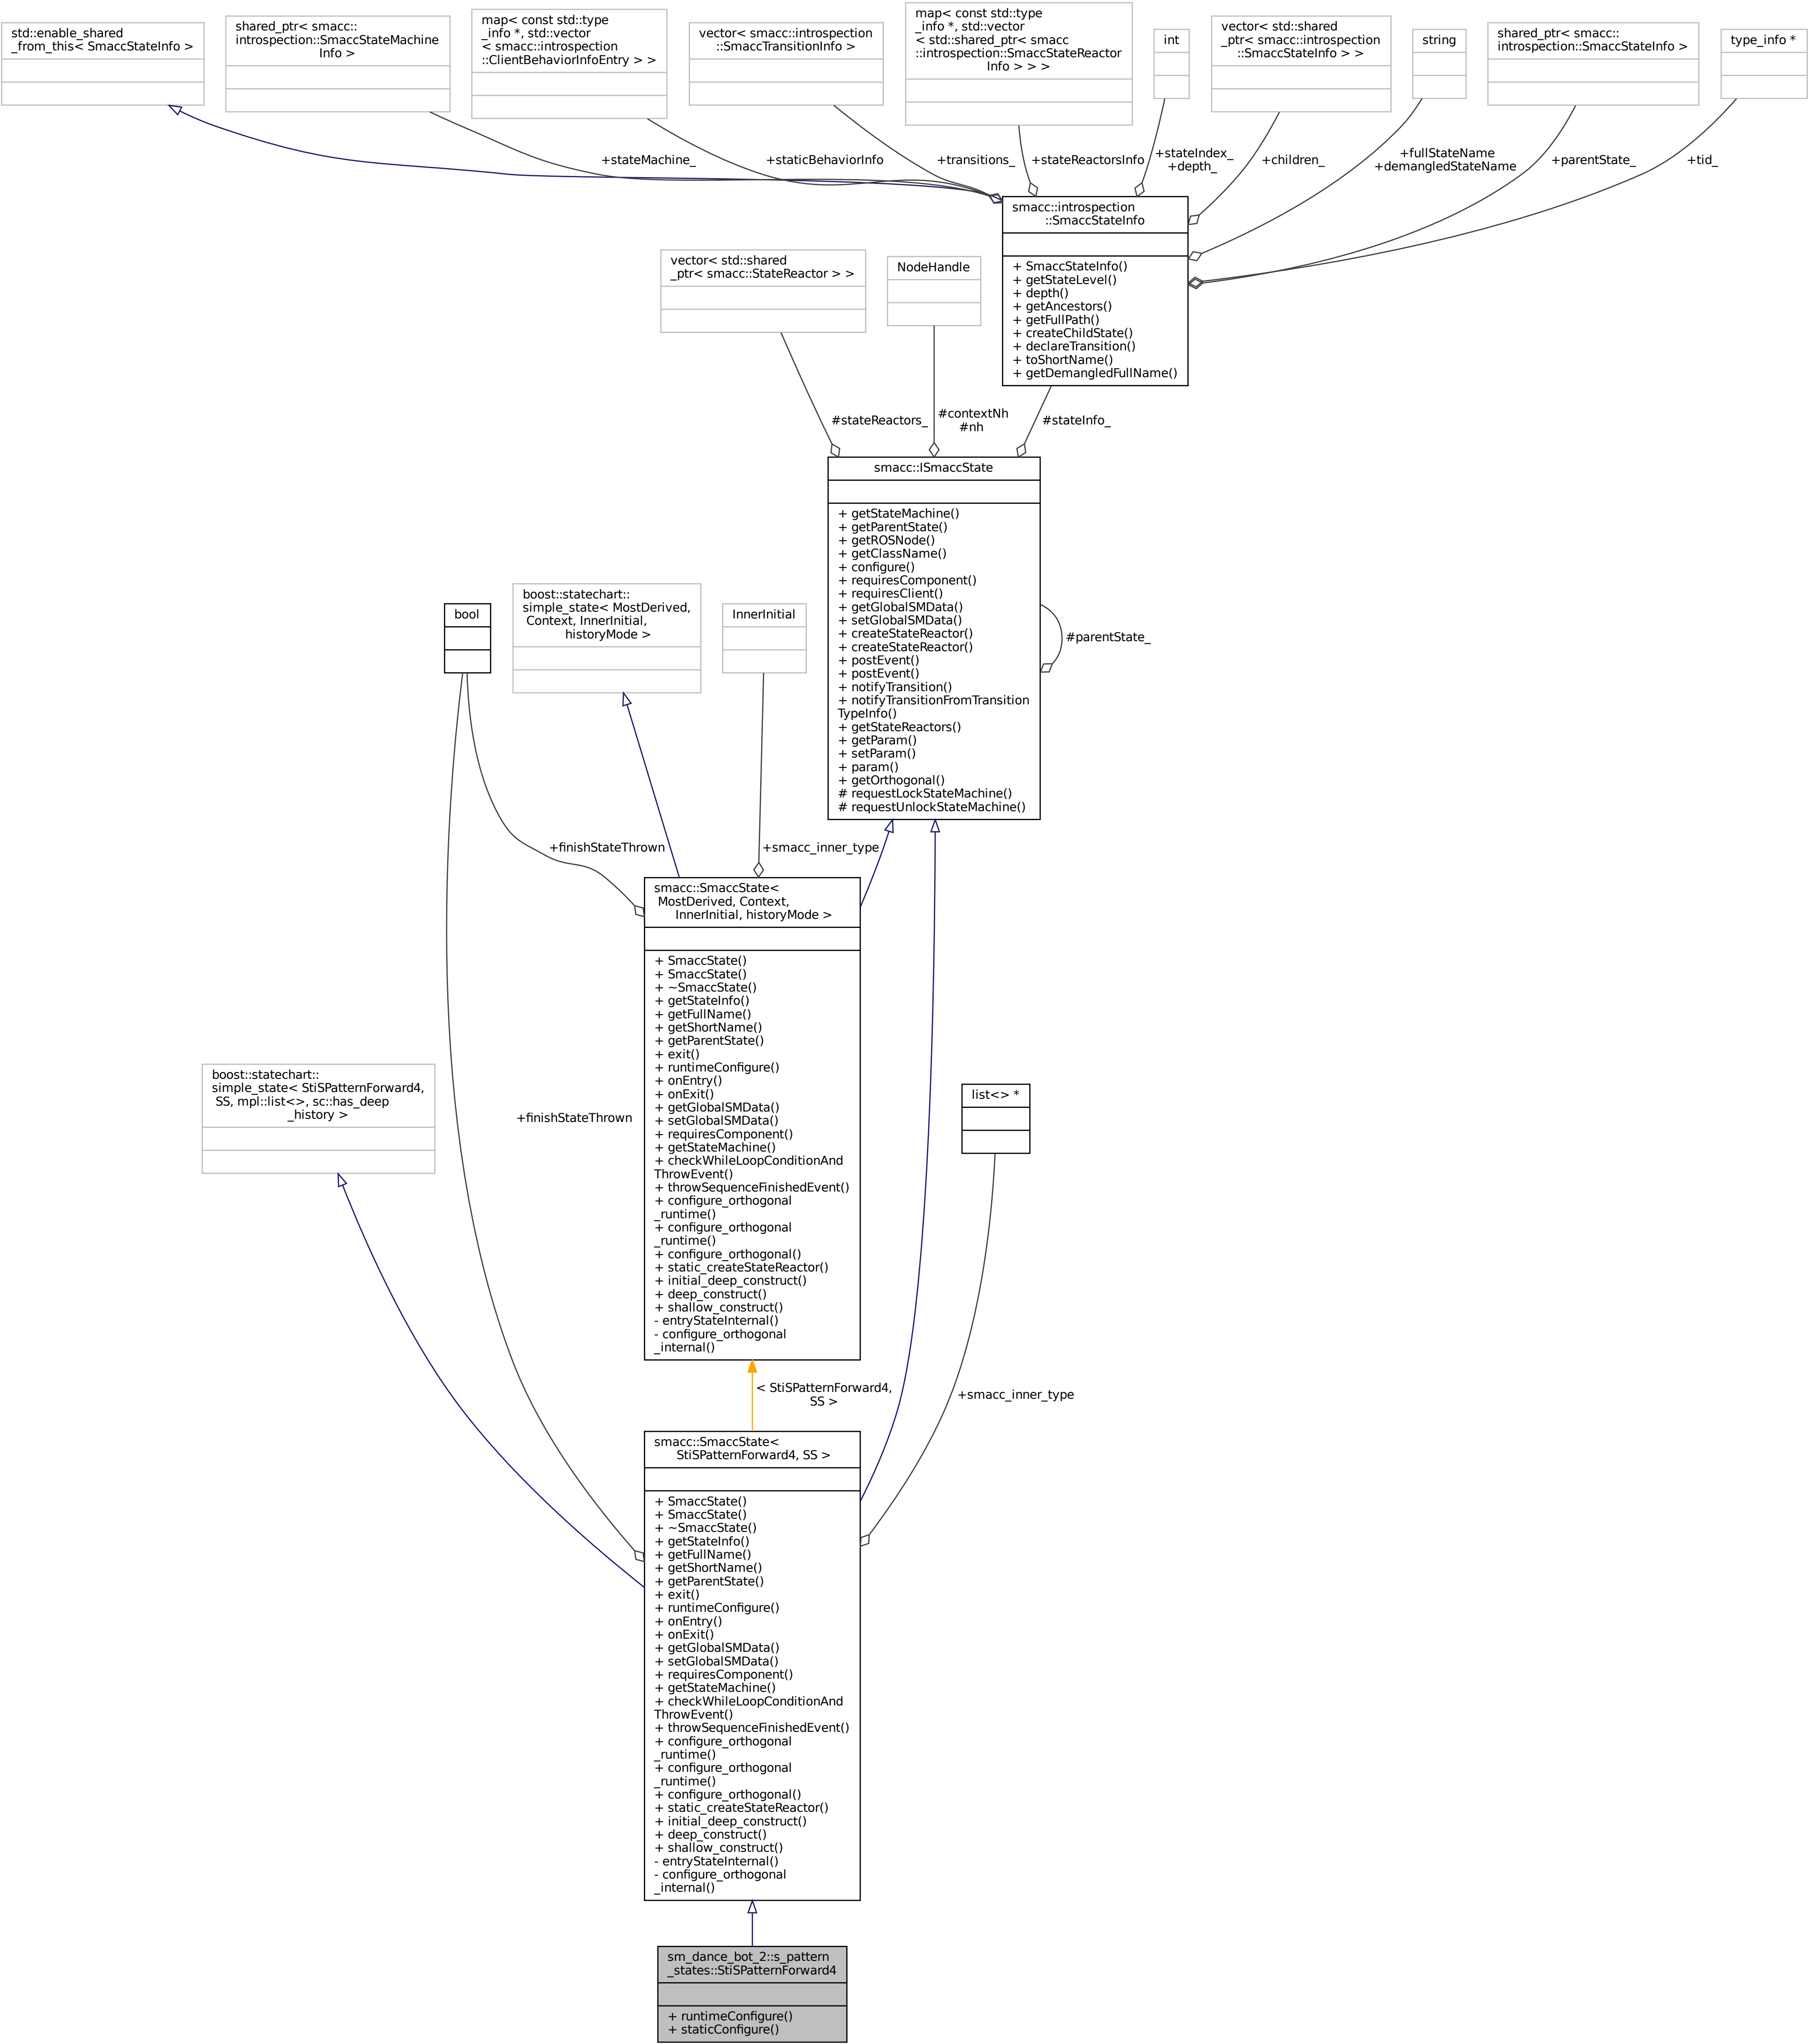 std::enable_shared
_from_this< SmaccStateInfo >
shared_ptr< smacc::
introspection::SmaccStateMachine
Info >
map< const std::type
_info *, std::vector
< smacc::introspection
::ClientBehaviorInfoEntry > >
vector< smacc::introspection
::SmaccTransitionInfo >
map< const std::type
_info *, std::vector
< std::shared_ptr< smacc
::introspection::SmaccStateReactor
Info > > >
int
vector< std::shared
_ptr< smacc::introspection
::SmaccStateInfo > >
string
shared_ptr< smacc::
introspection::SmaccStateInfo >
type_info *
+stateMachine_
+staticBehaviorInfo
+transitions_
+stateReactorsInfo
+stateIndex_
+depth_
+children_
+fullStateName
+demangledStateName
+parentState_
+tid_
smacc::introspection
::SmaccStateInfo
+ SmaccStateInfo()
+ getStateLevel()
+ depth()
+ getAncestors()
+ getFullPath()
+ createChildState()
+ declareTransition()
+ toShortName()
+ getDemangledFullName()
vector< std::shared
_ptr< smacc::StateReactor > >
NodeHandle
#stateReactors_
#contextNh
#nh
#stateInfo_
smacc::ISmaccState
+ getStateMachine()
+ getParentState()
+ getROSNode()
+ getClassName()
+ configure()
+ requiresComponent()
+ requiresClient()
+ getGlobalSMData()
+ setGlobalSMData()
+ createStateReactor()
+ createStateReactor()
+ postEvent()
+ postEvent()
+ notifyTransition()
+ notifyTransitionFromTransition
TypeInfo()
+ getStateReactors()
+ getParam()
+ setParam()
+ param()
+ getOrthogonal()
# requestLockStateMachine()
# requestUnlockStateMachine()
#parentState_
bool
boost::statechart::
simple_state< MostDerived,
Context, InnerInitial,
historyMode >
InnerInitial
+finishStateThrown
+smacc_inner_type
smacc::SmaccState<
MostDerived, Context,
InnerInitial, historyMode >
+ SmaccState()
+ SmaccState()
+ ~SmaccState()
+ getStateInfo()
+ getFullName()
+ getShortName()
+ getParentState()
+ exit()
+ runtimeConfigure()
+ onEntry()
+ onExit()
+ getGlobalSMData()
+ setGlobalSMData()
+ requiresComponent()
+ getStateMachine()
+ checkWhileLoopConditionAnd
ThrowEvent()
+ throwSequenceFinishedEvent()
+ configure_orthogonal
_runtime()
+ configure_orthogonal
_runtime()
+ configure_orthogonal()
+ static_createStateReactor()
+ initial_deep_construct()
+ deep_construct()
+ shallow_construct()
- entryStateInternal()
- configure_orthogonal
_internal()
boost::statechart::
simple_state< StiSPatternForward4,
SS, mpl::list<>, sc::has_deep
_history >
+finishStateThrown
list<> *
< StiSPatternForward4,
SS >
+smacc_inner_type
smacc::SmaccState<
StiSPatternForward4, SS >
+ SmaccState()
+ SmaccState()
+ ~SmaccState()
+ getStateInfo()
+ getFullName()
+ getShortName()
+ getParentState()
+ exit()
+ runtimeConfigure()
+ onEntry()
+ onExit()
+ getGlobalSMData()
+ setGlobalSMData()
+ requiresComponent()
+ getStateMachine()
+ checkWhileLoopConditionAnd
ThrowEvent()
+ throwSequenceFinishedEvent()
+ configure_orthogonal
_runtime()
+ configure_orthogonal
_runtime()
+ configure_orthogonal()
+ static_createStateReactor()
+ initial_deep_construct()
+ deep_construct()
+ shallow_construct()
- entryStateInternal()
- configure_orthogonal
_internal()
sm_dance_bot_2::s_pattern
_states::StiSPatternForward4
+ runtimeConfigure()
+ staticConfigure()